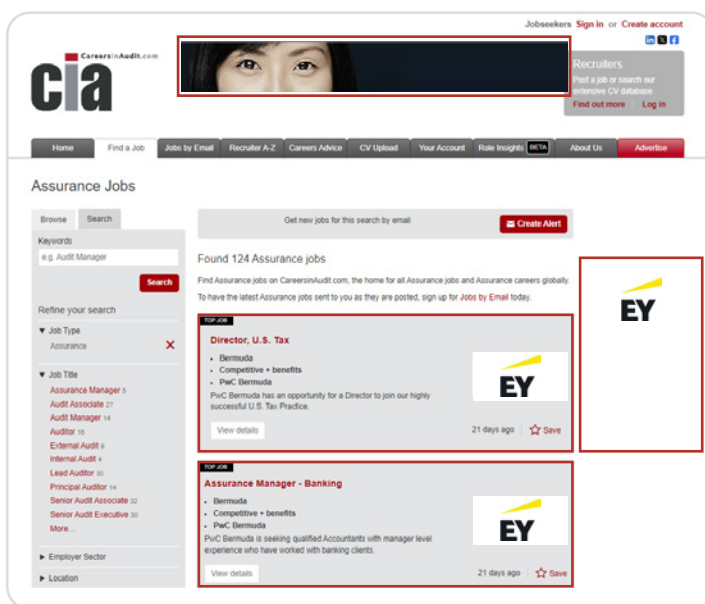 Jobseekers Sign in or Create account
CareersinAudit.com
cia
Recruiters
Post a job or search our
extensive CV database
Find out more Log in
Home Find a Job Jobs by Email Recruiter A-Z Careers Advice CV Upload Your Account Role Insights BETA About Us Advertise
Assurance Jobs
Browse Search
Get new jobs for this search by email Create Alert
Keywords
e.g. Audit Manager
Search
Found 124 Assurance jobs
Find Assurance jobs on CareersinAudit.com, the home for all Assurance jobs and Assurance careers globally.
To have the latest Assurance jobs sent to you as they are posted, sign up for Jobs by Email today.
Refine your search
Job Type
Assurance
Job Title
Assurance Manager 5
Audit Associate 27
Audit Manager 14
Auditor 16
External Audit 9
Internal Audit 4
Lead Auditor 30
Principal Auditor 14
Senior Audit Associate 32
Senior Audit Executive 30
More...
Employer Sector
Location
TOP JOB
Director, U.S. Tax
Bermuda
Competitive + benefits
PwC Bermuda
PwC Bermuda has an opportunity for a Director to join our highly
successful U.S. Tax Practice.
EY
View details 21 days ago Save
TOP JOB
Assurance Manager - Banking
Bermuda
Competitive + benefits
PwC Bermuda
PwC Bermuda is seeking qualified Accountants with manager level
experience who have worked with banking clients.
EY
View details 21 days ago Save
EY